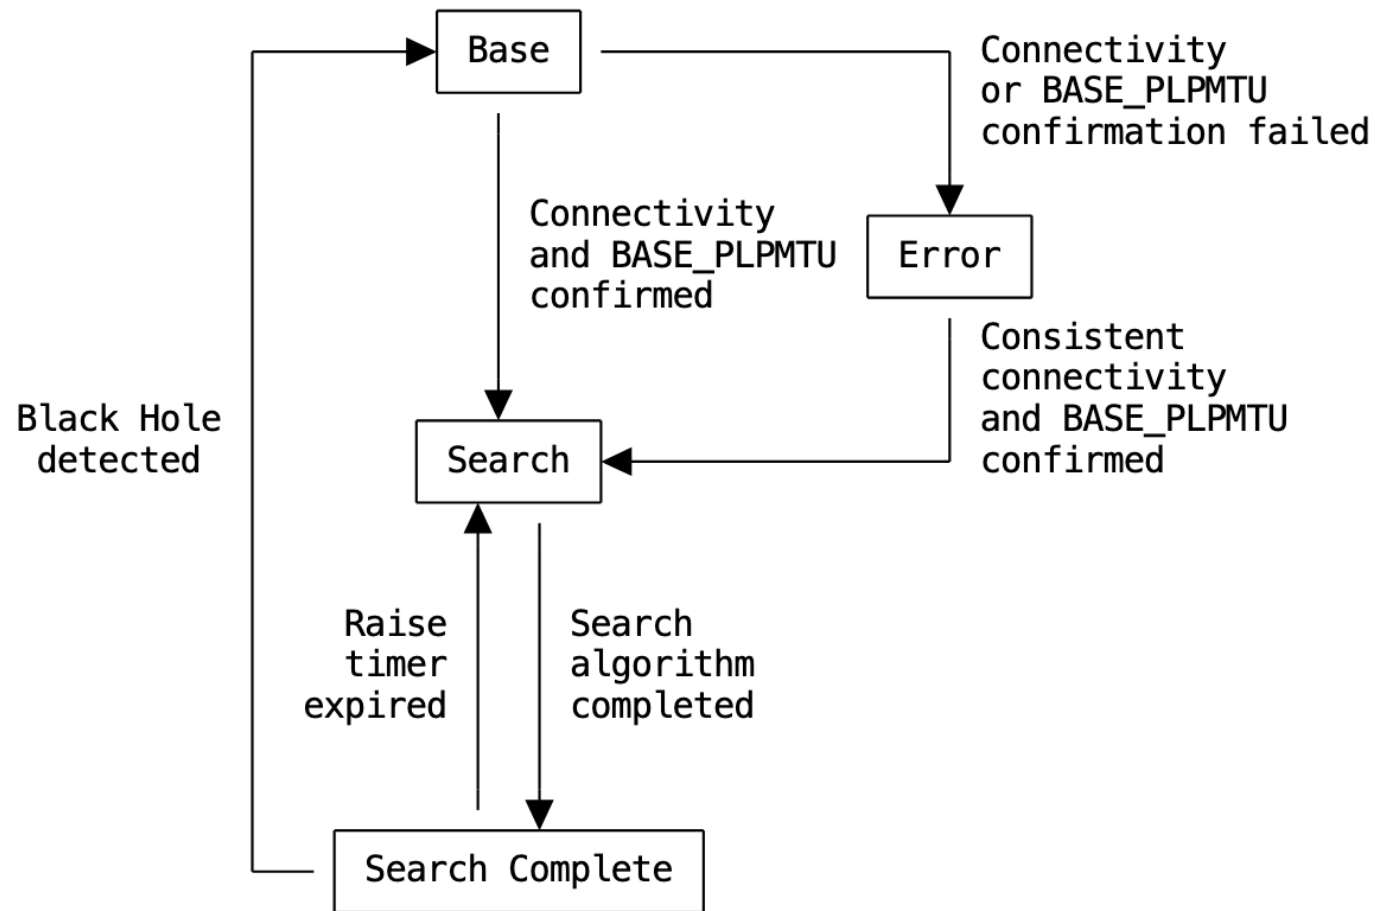 Base
Connectivity
or BASE_PLPMTU
confirmation failed
Connectivity
and BASE_PLPMTU
confirmed
Error
Consistent
connectivity
and BASE_PLPMTU
confirmed
Black Hole
detected
Search
Raise
timer
expired
Search
algorithm
completed
Search Complete